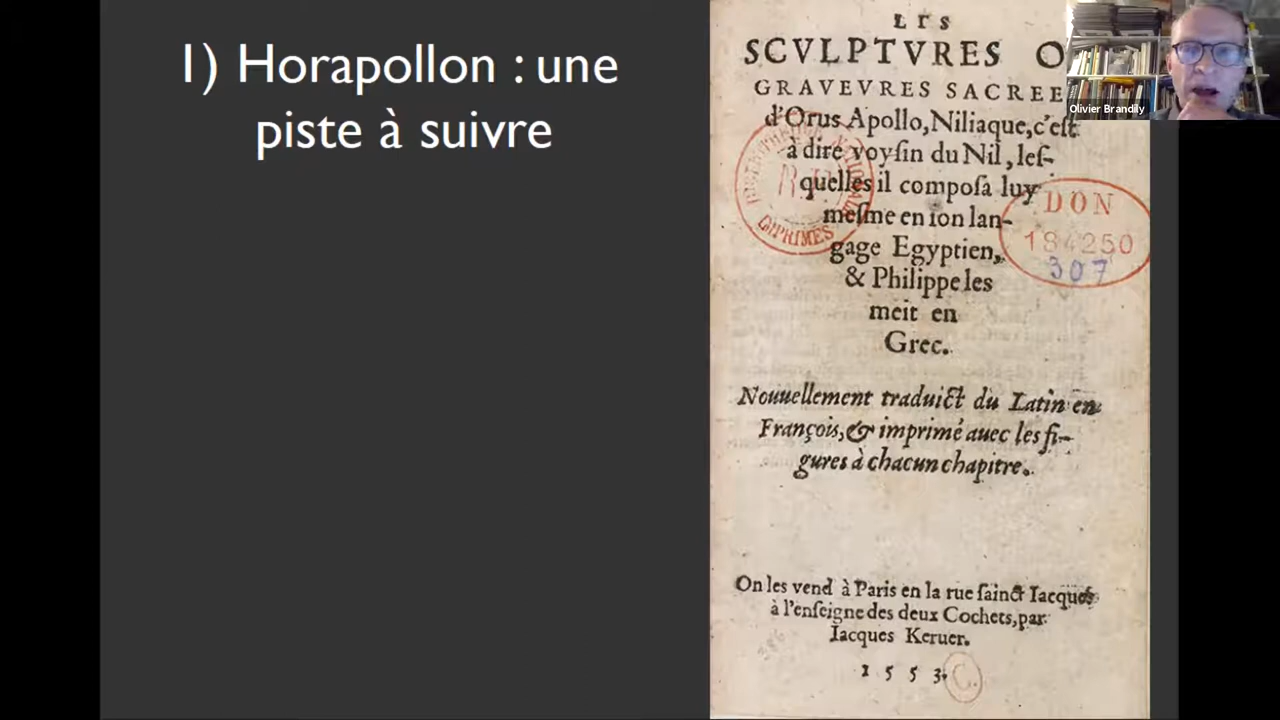 1) Horapollon : une
piste à suivre
LES
SCVLPTVRES O
GRAVEVRES SACREE
d'Orus Apollo, Niliaque, c'eſt
à dire voyſin du Nil, leſ-
quelles il compoſa luy
meſme en ſon lan-
gage Egyptien,
& Philippe les
meit en
Grec.
Nouuellement traduict du Latin en
François, & imprimé auec les fi-
gures à chacun chapitre.
On les vend à Paris en la rue ſainct Iacques
à l'enſeigne des deux Cochets, par
Iacques Keruer.
1553.
IMPRIMÉS
DON
184250
307
C.
Olivier Brandily